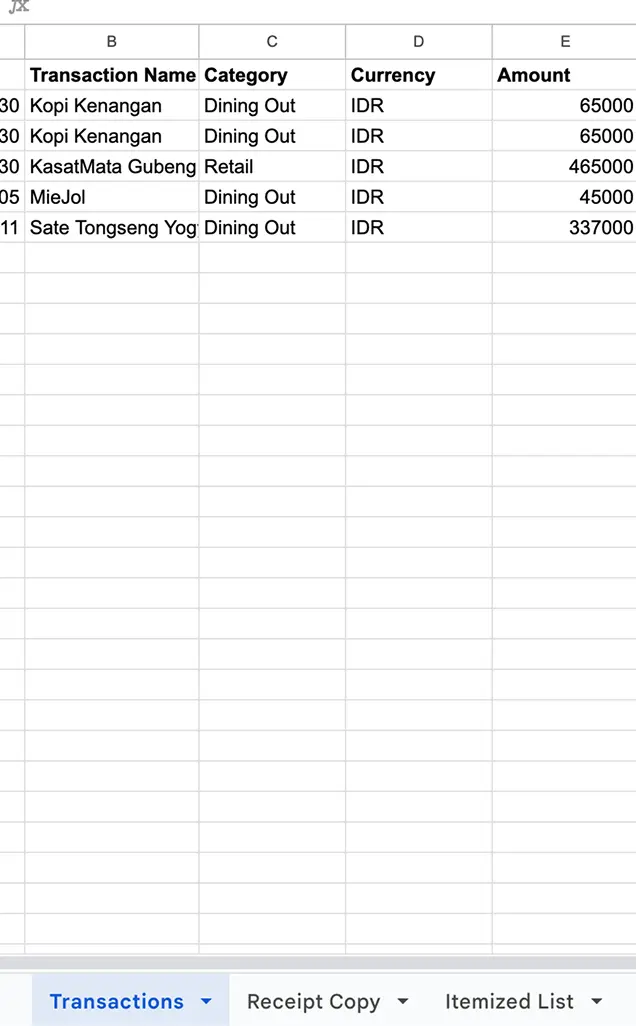 fx
B C D E
Transaction Name Category Currency Amount
30 Kopi Kenangan Dining Out IDR 65000
30 Kopi Kenangan Dining Out IDR 65000
30 KasatMata Gubeng Retail IDR 465000
05 MieJol Dining Out IDR 45000
11 Sate Tongseng Yog Dining Out IDR 337000
Transactions Receipt Copy Itemized List